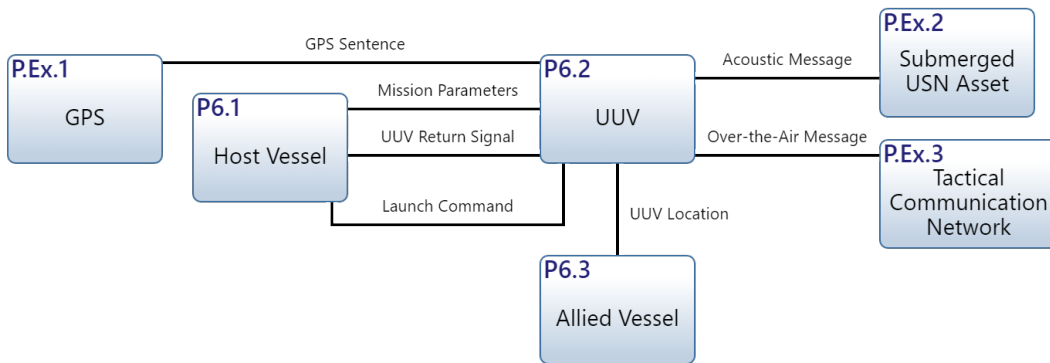 P.Ex.1
GPS
GPS Sentence
P6.1
Host Vessel
Mission Parameters
UUV Return Signal
Launch Command
P6.2
UUV
UUV Location
P6.3
Allied Vessel
Acoustic Message
P.Ex.2
Submerged
USN Asset
Over-the-Air Message
P.Ex.3
Tactical
Communication
Network